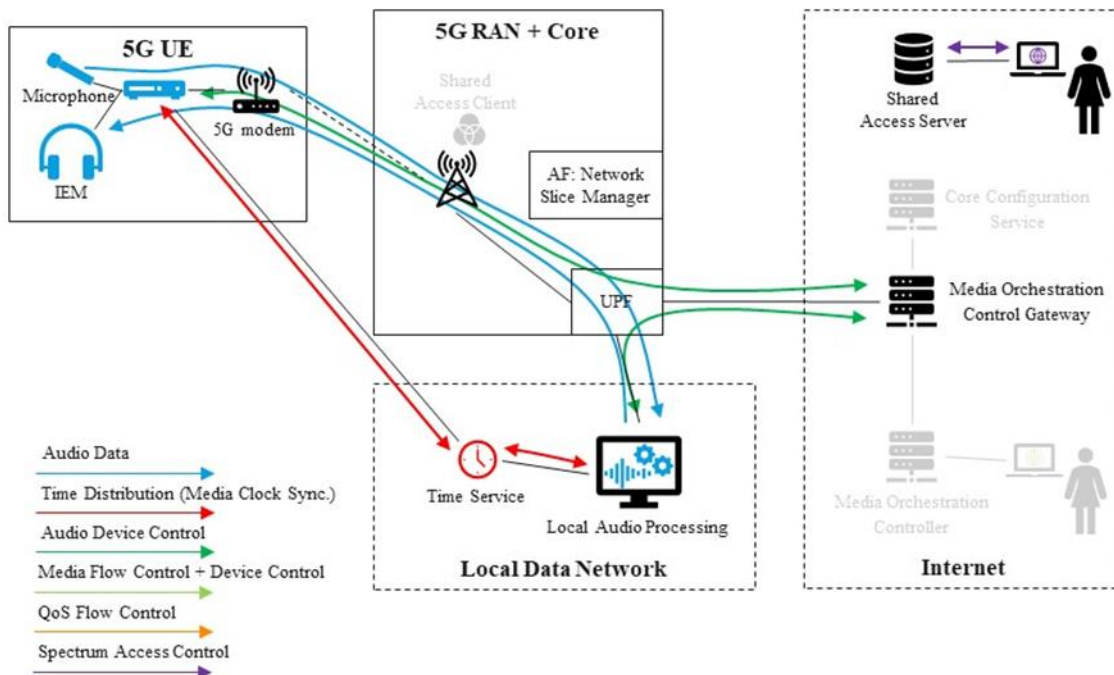 5G UE
Microphone
5G modem
IEM
5G RAN + Core
Shared
Access Client
AF: Network
Slice Manager
UPF
Shared
Access Server
Core Configuration
Service
Media Orchestration
Control Gateway
Media Orchestration
Controller
Internet
Time Service
Local Audio Processing
Local Data Network
Audio Data
Time Distribution (Media Clock Sync.)
Audio Device Control
Media Flow Control + Device Control
QoS Flow Control
Spectrum Access Control